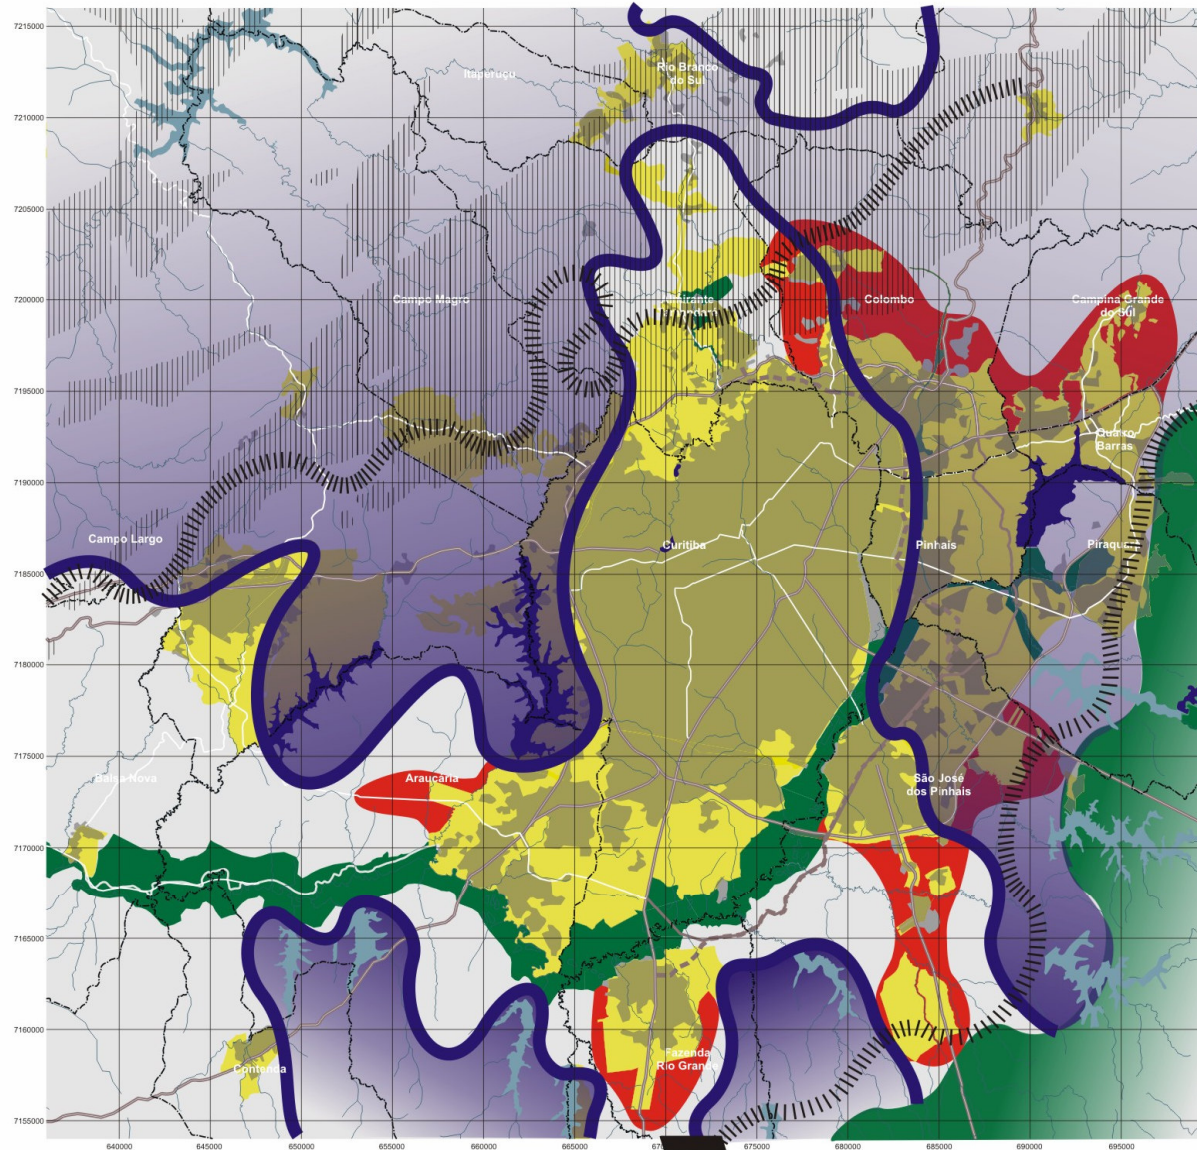 7215000
Itaperuçu
Rio Branco
do Sul
7210000
7205000
7200000
Campo Magro
Colombo
Campina Grande
do Sul
7195000
Quatro
Barras
7190000
Campo Largo
Curitiba
Pinhais
Piraquara
7185000
7180000
7175000
Balsa Nova
Araucária
São José
dos Pinhais
7170000
7165000
7160000
Contenda
Fazenda
Rio Grande
7155000
640000 645000 650000 655000 660000 665000 675000 680000 685000 690000 695000